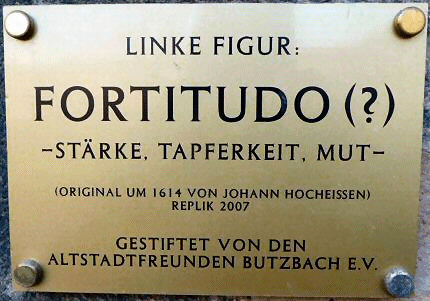 LINKE FIGUR:
FORTITUDO (?)
-STÄRKE, TAPFERKEIT, MUT-
(ORIGINAL UM 1614 VON JOHANN HOCHEISSEN)
REPLIK 2007
GESTIFTET VON DEN
ALTSTADTFREUNDEN BUTZBACH E.V.